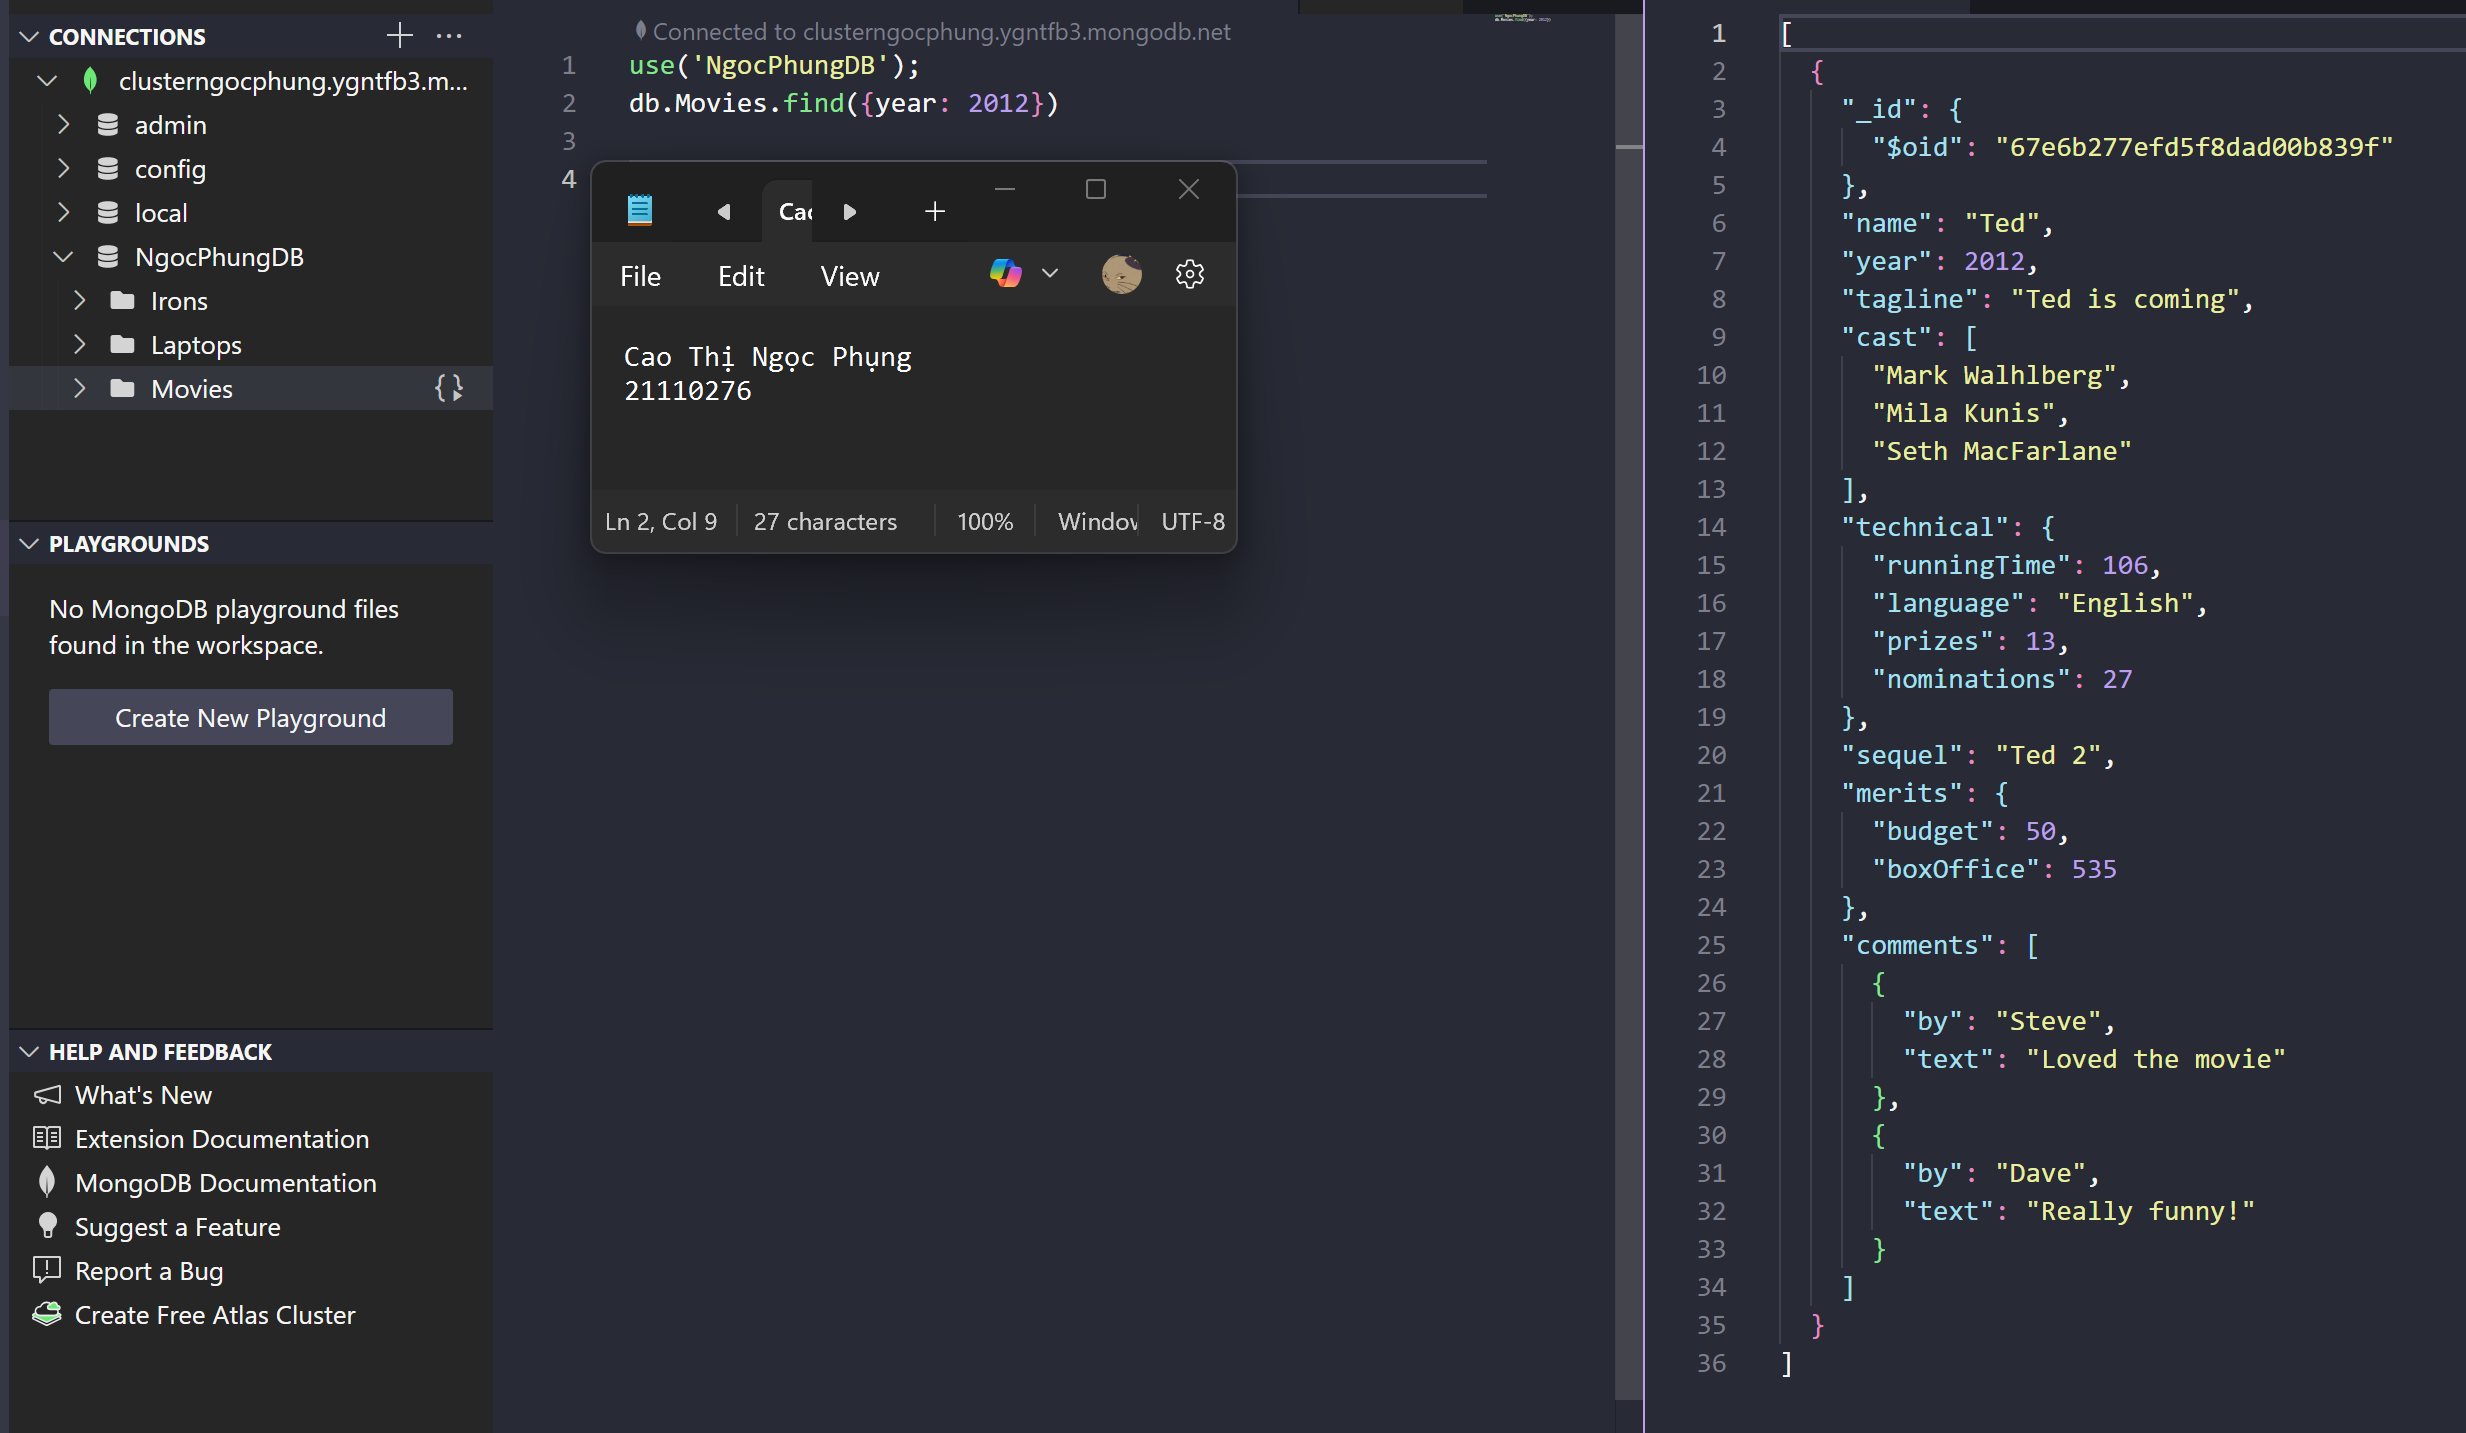 CONNECTIONS
clusterngocphung.ygntfb3.m...
admin
config
local
NgocPhungDB
Irons
Laptops
Movies
PLAYGROUNDS
No MongoDB playground files
found in the workspace.
Create New Playground
HELP AND FEEDBACK
What's New
Extension Documentation
MongoDB Documentation
Suggest a Feature
Report a Bug
Create Free Atlas Cluster
Connected to clusterngocphung.ygntfb3.mongodb.net
1 use('NgocPhungDB');
2 db.Movies.find({year: 2012})
3
4
File Edit View
Cao Thị Ngọc Phụng
21110276
Ln 2, Col 9 27 characters 100% UTF-8
1 [
2 {
3 "_id": {
4 "$oid": "67e6b277efd5f8dad00b839f"
5 },
6 "name": "Ted",
7 "year": 2012,
8 "tagline": "Ted is coming",
9 "cast": [
10 "Mark Walhlberg",
11 "Mila Kunis",
12 "Seth MacFarlane"
13 ],
14 "technical": {
15 "runningTime": 106,
16 "language": "English",
17 "prizes": 13,
18 "nominations": 27
19 },
20 "sequel": "Ted 2",
21 "merits": {
22 "budget": 50,
23 "boxOffice": 535
24 },
25 "comments": [
26 {
27 "by": "Steve",
28 "text": "Loved the movie"
29 },
30 {
31 "by": "Dave",
32 "text": "Really funny!"
33 }
34 ]
35 }
36 ]